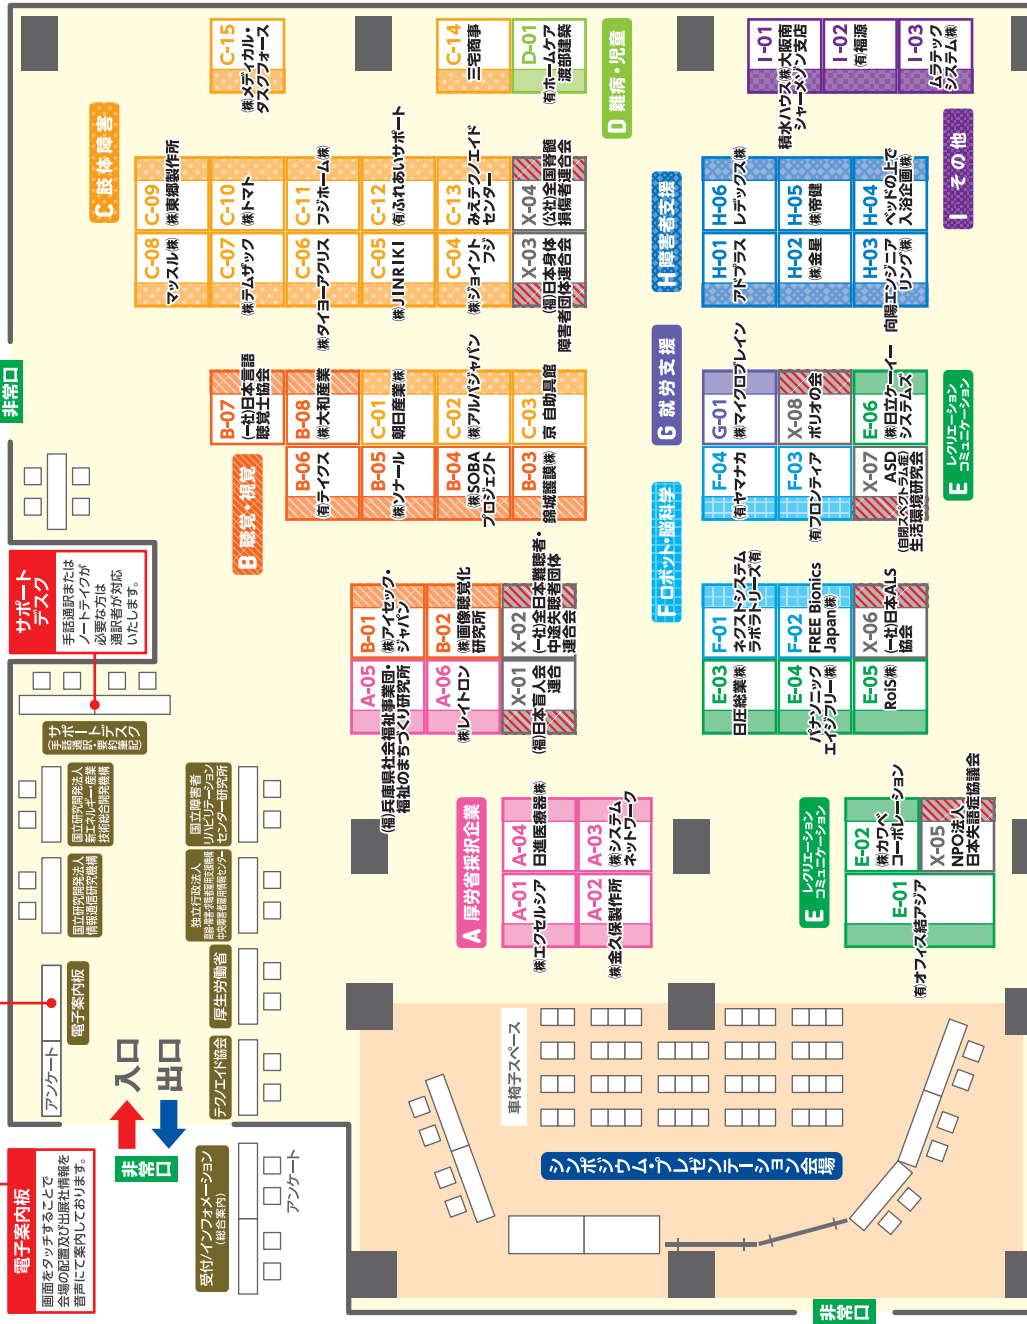 電子案内板
画面をタッチすることで
会場の配置及び出展社情報を
音声にて案内しております。
サポート
デスク
手話通訳または
ノートテイクが
必要な方は
通訳者が対応
いたします。
非常口
入口
出口
非常口
非常口
アンケート
電子案内板
国立研究開発法人
情報通信研究機構
国立研究開発法人
新エネルギー・産業
技術総合開発機構
サポートデスク
(手話通訳・要約筆記)
受付/インフォメーション
(総合案内)
アンケート
テクノエイド協会
厚生労働省
独立行政法人
高齢・障害・求職者雇用支援機構
中央障害者雇用情報センター
国立障害者
リハビリテーション
センター研究所
シンポジウム・プレゼンテーション会場
車椅子スペース
A 厚労省採択企業
A-01
㈱エクセルシア
A-02
㈱金久保製作所
A-03
㈱システム
ネットワーク
A-04
日進医療器㈱
A-05
(福)兵庫県社会福祉事業団・
福祉のまちづくり研究所
A-06
㈱レイトロン
X-01
(福)日本盲人会
連合
B-01
㈱アイセック・
ジャパン
B-02
㈱画像聴覚化
研究所
X-02
(一社)全日本難聴者・
中途失聴者団体
連合会
B 聴覚・視覚
B-03
錦城護謨㈱
B-04
㈱SOBA
プロジェクト
B-05
㈱ソナール
B-06
㈲テイクス
B-07
(一社)日本言語
聴覚士協会
B-08
㈱大和産業
C-01
朝日産業㈱
C-02
㈱アルバジャパン
C-03
京 自助具館
C 肢体障害
C-04
㈱ジョイント
フジ
C-05
㈱JINRIKI
C-06
㈱タイヨーアクリス
C-07
㈱テムザック
C-08
マッスル㈱
C-09
㈱東郷製作所
C-10
㈱トマト
C-11
フジホーム㈱
C-12
㈲ふれあいサポート
C-13
みえテクノエイド
センター
X-03
(福)日本身体
障害者団体連合会
X-04
(公社)全国脊髄
損傷者連合会
C-14
三宅商事
C-15
㈱メディカル・
タスクフォース
D-01
㈲ホームケア
渡部建築
D 難病・児童
E レクリエーション
コミュニケーション
E-01
㈲オフィス結アジア
E-02
㈱カワベ
コーポレーション
X-05
NPO法人
日本失語症協議会
E-03
日圧総業㈱
E-04
パナソニック
エイジフリー㈱
E-05
RoiS㈱
F-01
ネクストシステム
ラボラトリーズ㈲
F-02
FREE Bionics
Japan㈱
X-06
(一社)日本ALS
協会
F ロボット・脳科学
F-03
㈲フロンティア
F-04
㈲ヤマナカ
X-07
ASD
(自閉スペクトラム症)
生活環境研究会
G 就労支援
G-01
㈱マイクロブレイン
X-08
ポリオの会
E-06
㈱日立ケーイー
システムズ
E レクリエーション
コミュニケーション
H 障害者支援
H-01
アドプラス
H-02
㈱金星
H-03
向陽エンジニア
リング㈱
H-04
ベッドの上で
入浴企画㈱
H-05
㈱帝健
H-06
レデックス㈱
I その他
I-01
積水ハウス㈱大阪南
シャーメゾン支店
I-02
㈲福源
I-03
ムラテック
システム㈱